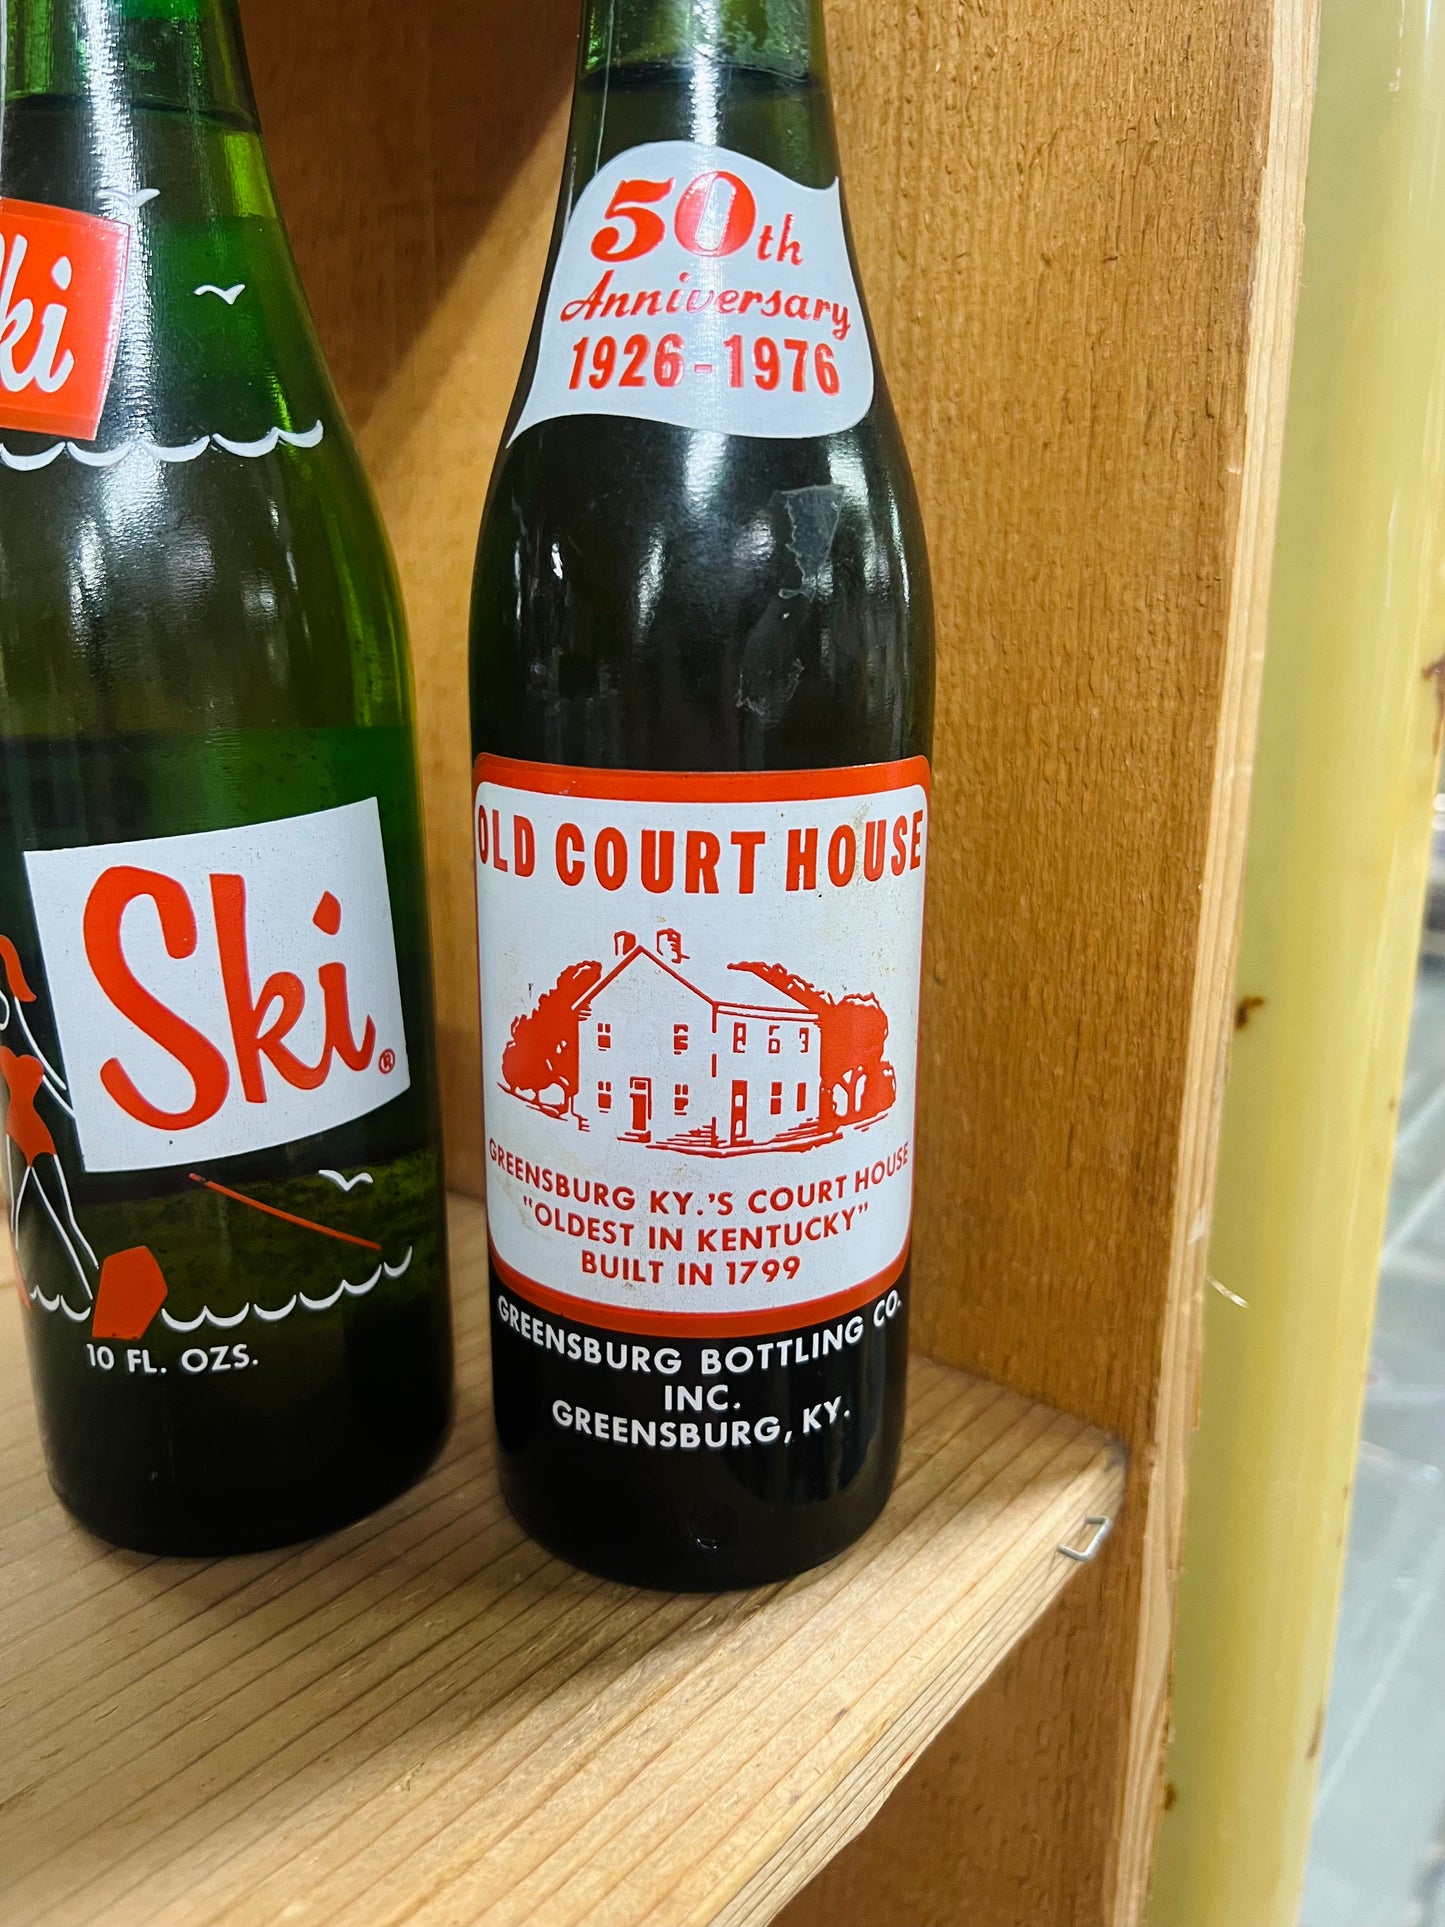 ki
Ski®
10 FL. OZS.
50th
Anniversary
1926-1976
OLD COURT HOUSE
GREENSBURG KY.'S COURT HOUSE
"OLDEST IN KENTUCKY"
BUILT IN 1799
GREENSBURG BOTTLING CO.
INC.
GREENSBURG, KY.